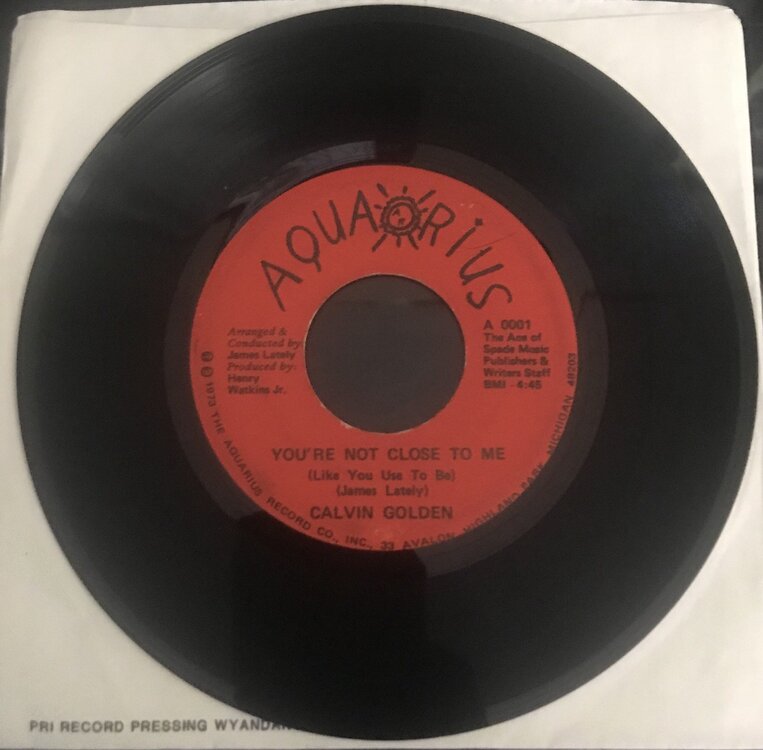 AQUARIUS
Arranged &
Conducted by:
James Lately
Produced by:
Henry
Watkins Jr.
A 0001
The Ace of
Spade Music
Publishers &
Writers Staff
BMI - 4:45
YOU'RE NOT CLOSE TO ME
(Like You Use To Be)
(James Lately)
CALVIN GOLDEN
℗ © 1973 THE AQUARIUS RECORD CO., INC., 33 AVALON, HIGHLAND PARK, MICHIGAN 48203
PRI RECORD PRESSING WYANDAN